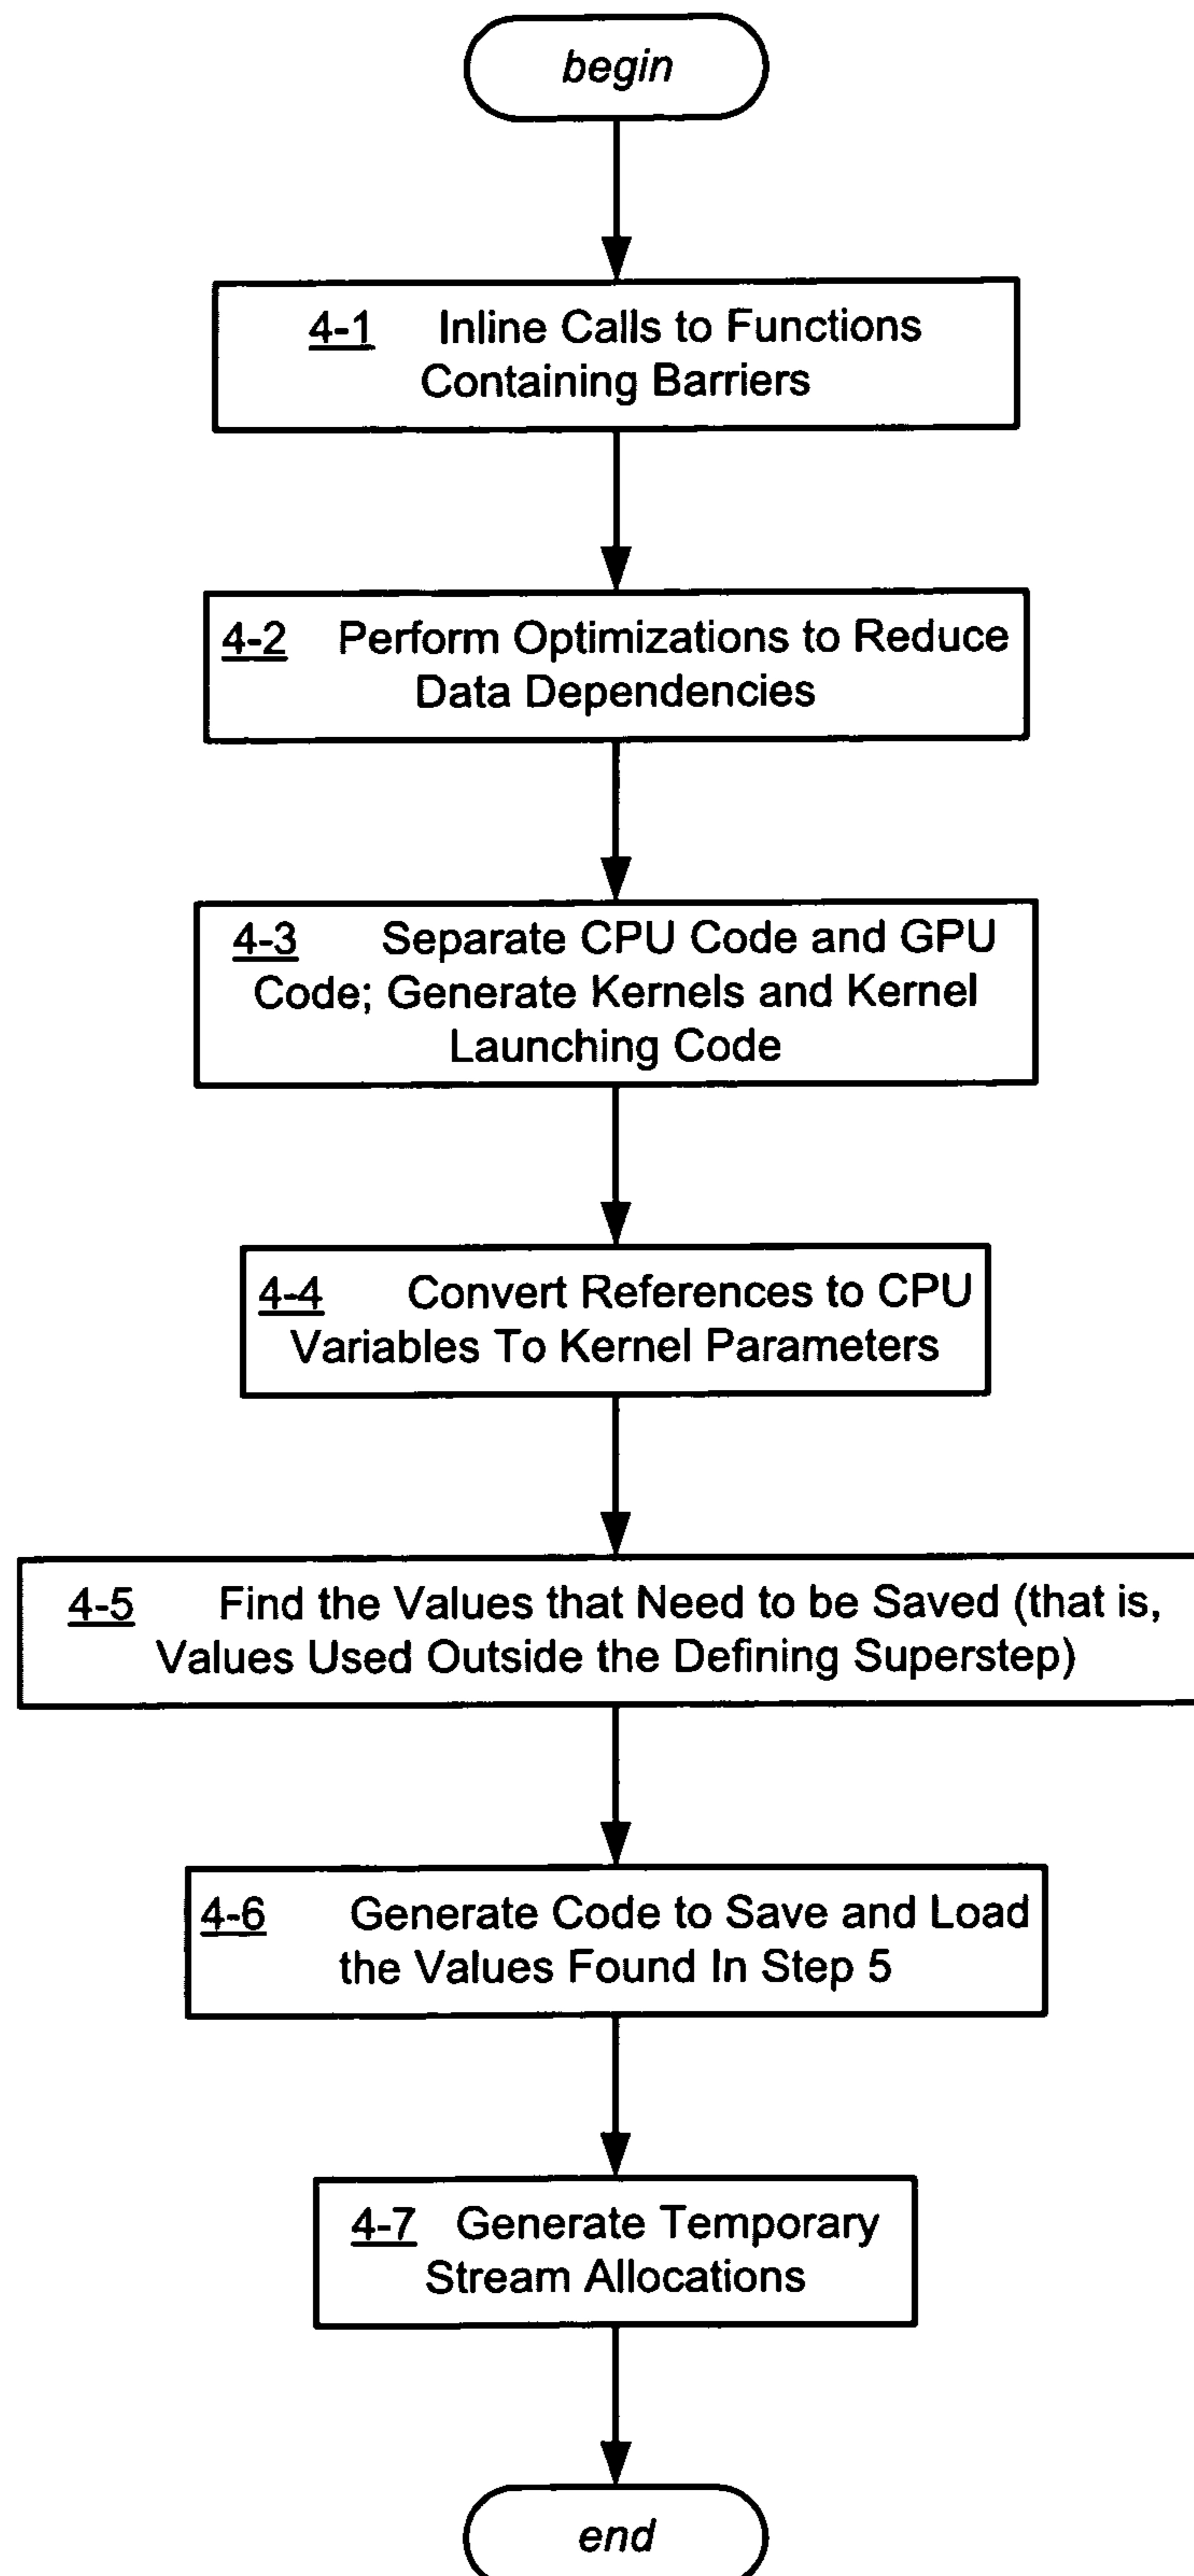 begin
4-1 Inline Calls to Functions
Containing Barriers
4-2 Perform Optimizations to Reduce
Data Dependencies
4-3 Separate CPU Code and GPU
Code; Generate Kernels and Kernel
Launching Code
4-4 Convert References to CPU
Variables To Kernel Parameters
4-5 Find the Values that Need to be Saved (that is,
Values Used Outside the Defining Superstep)
4-6 Generate Code to Save and Load
the Values Found In Step 5
4-7 Generate Temporary
Stream Allocations
end